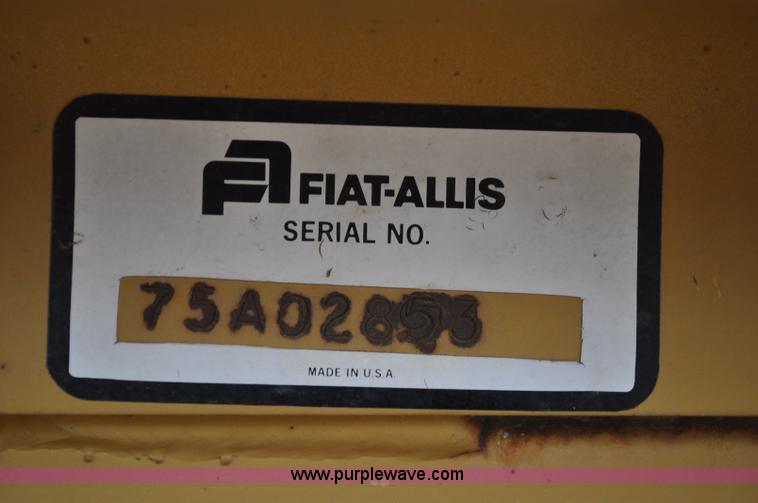 FIAT-ALLIS
SERIAL NO.
75A02853
MADE IN U.S.A.
www.purplewave.com